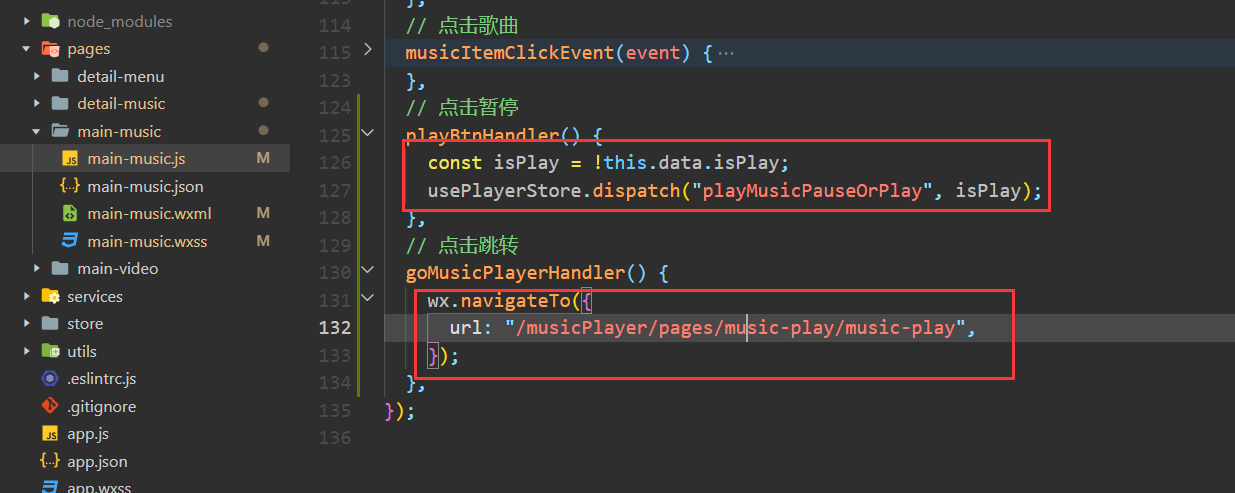 node_modules
pages
detail-menu
detail-music
main-music
main-music.js M
main-music.json
main-music.wxml M
main-music.wxss M
main-video
services
store
utils
.eslintrc.js
.gitignore
app.js
app.json
app.wxss
113 },
114 // 点击歌曲
115 musicItemClickEvent(event) {…
123 },
124 // 点击暂停
125 playBtnHandler() {
126 const isPlay = !this.data.isPlay;
127 usePlayerStore.dispatch("playMusicPauseOrPlay", isPlay);
128 },
129 // 点击跳转
130 goMusicPlayerHandler() {
131 wx.navigateTo({
132 url: "/musicPlayer/pages/music-play/music-play",
133 });
134 },
135 });
136